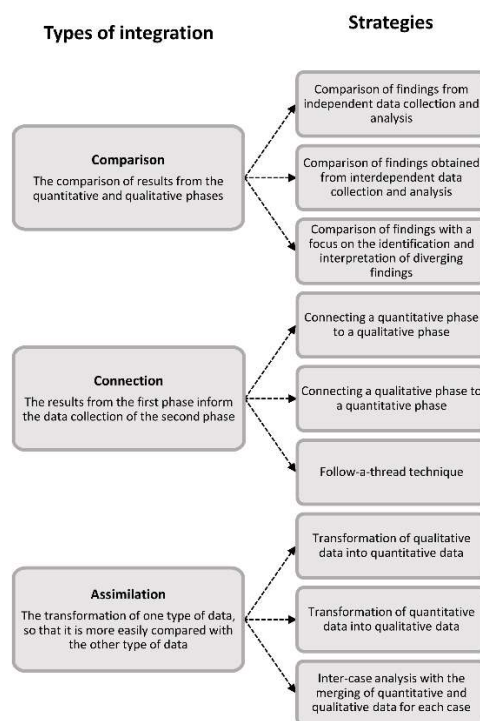 Types of integration
Strategies
Comparison
The comparison of results from the
quantitative and qualitative phases
Comparison of findings from
independent data collection and
analysis
Comparison of findings obtained
from interdependent data
collection and analysis
Comparison of findings with a
focus on the identification and
interpretation of diverging
findings
Connection
The results from the first phase inform
the data collection of the second phase
Connecting a quantitative phase
to a qualitative phase
Connecting a qualitative phase to
a quantitative phase
Follow-a-thread technique
Assimilation
The transformation of one type of data,
so that it is more easily compared with
the other type of data
Transformation of qualitative
data into quantitative data
Transformation of quantitative
data into qualitative data
Inter-case analysis with the
merging of quantitative and
qualitative data for each case